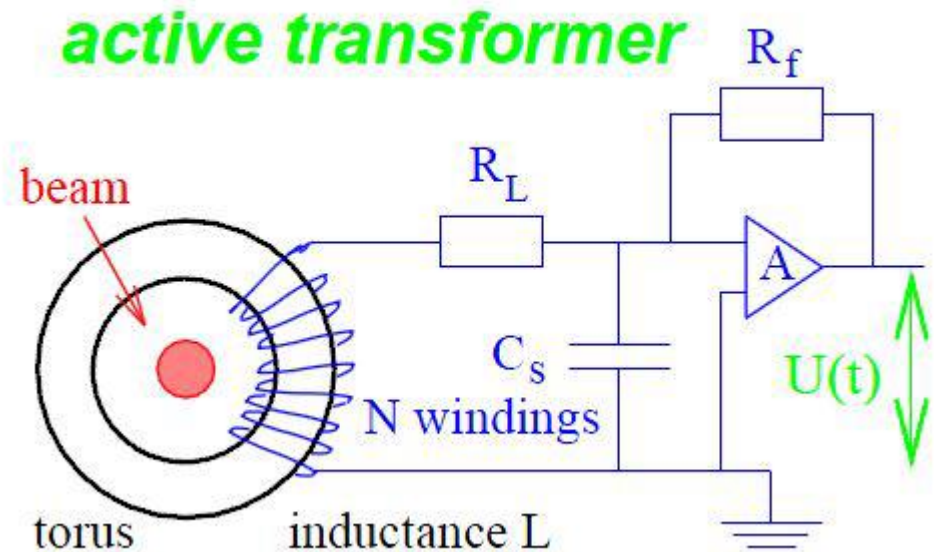 active transformer
R_f
beam
R_L
A
C_s
U(t)
N windings
torus
inductance L